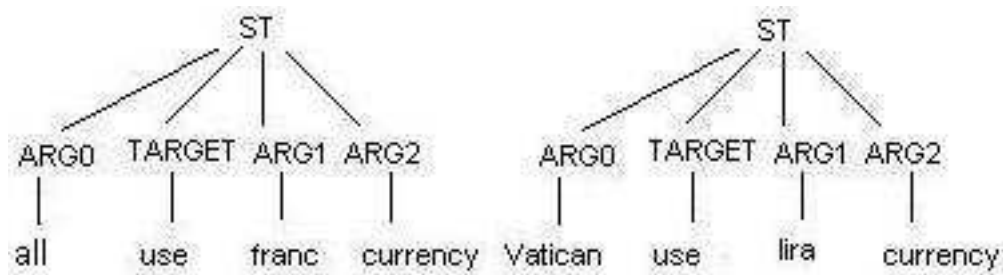 ST ST
ARG0 TARGET ARG1 ARG2 ARG0 TARGET ARG1 ARG2
all use franc currency Vatican use lira currency